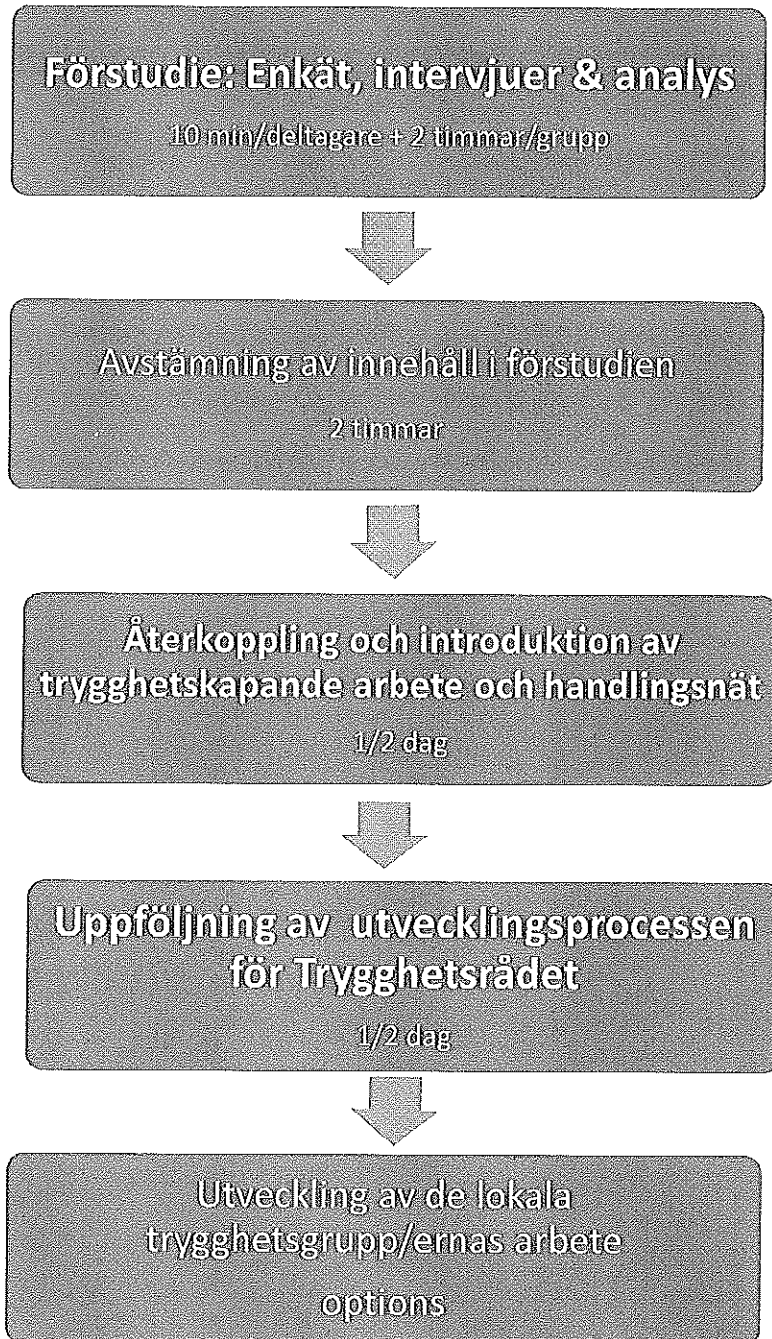 Förstudie: Enkät, intervjuer & analys
10 min/deltagare + 2 timmar/grupp
Avstämning av innehåll i förstudien
2 timmar
Återkoppling och introduktion av
trygghetskapande arbete och handlingsnät
1/2 dag
Uppföljning av utvecklingsprocessen
för Trygghetsrådet
1/2 dag
Utveckling av de lokala
trygghetsgrupp/ernas arbete
options